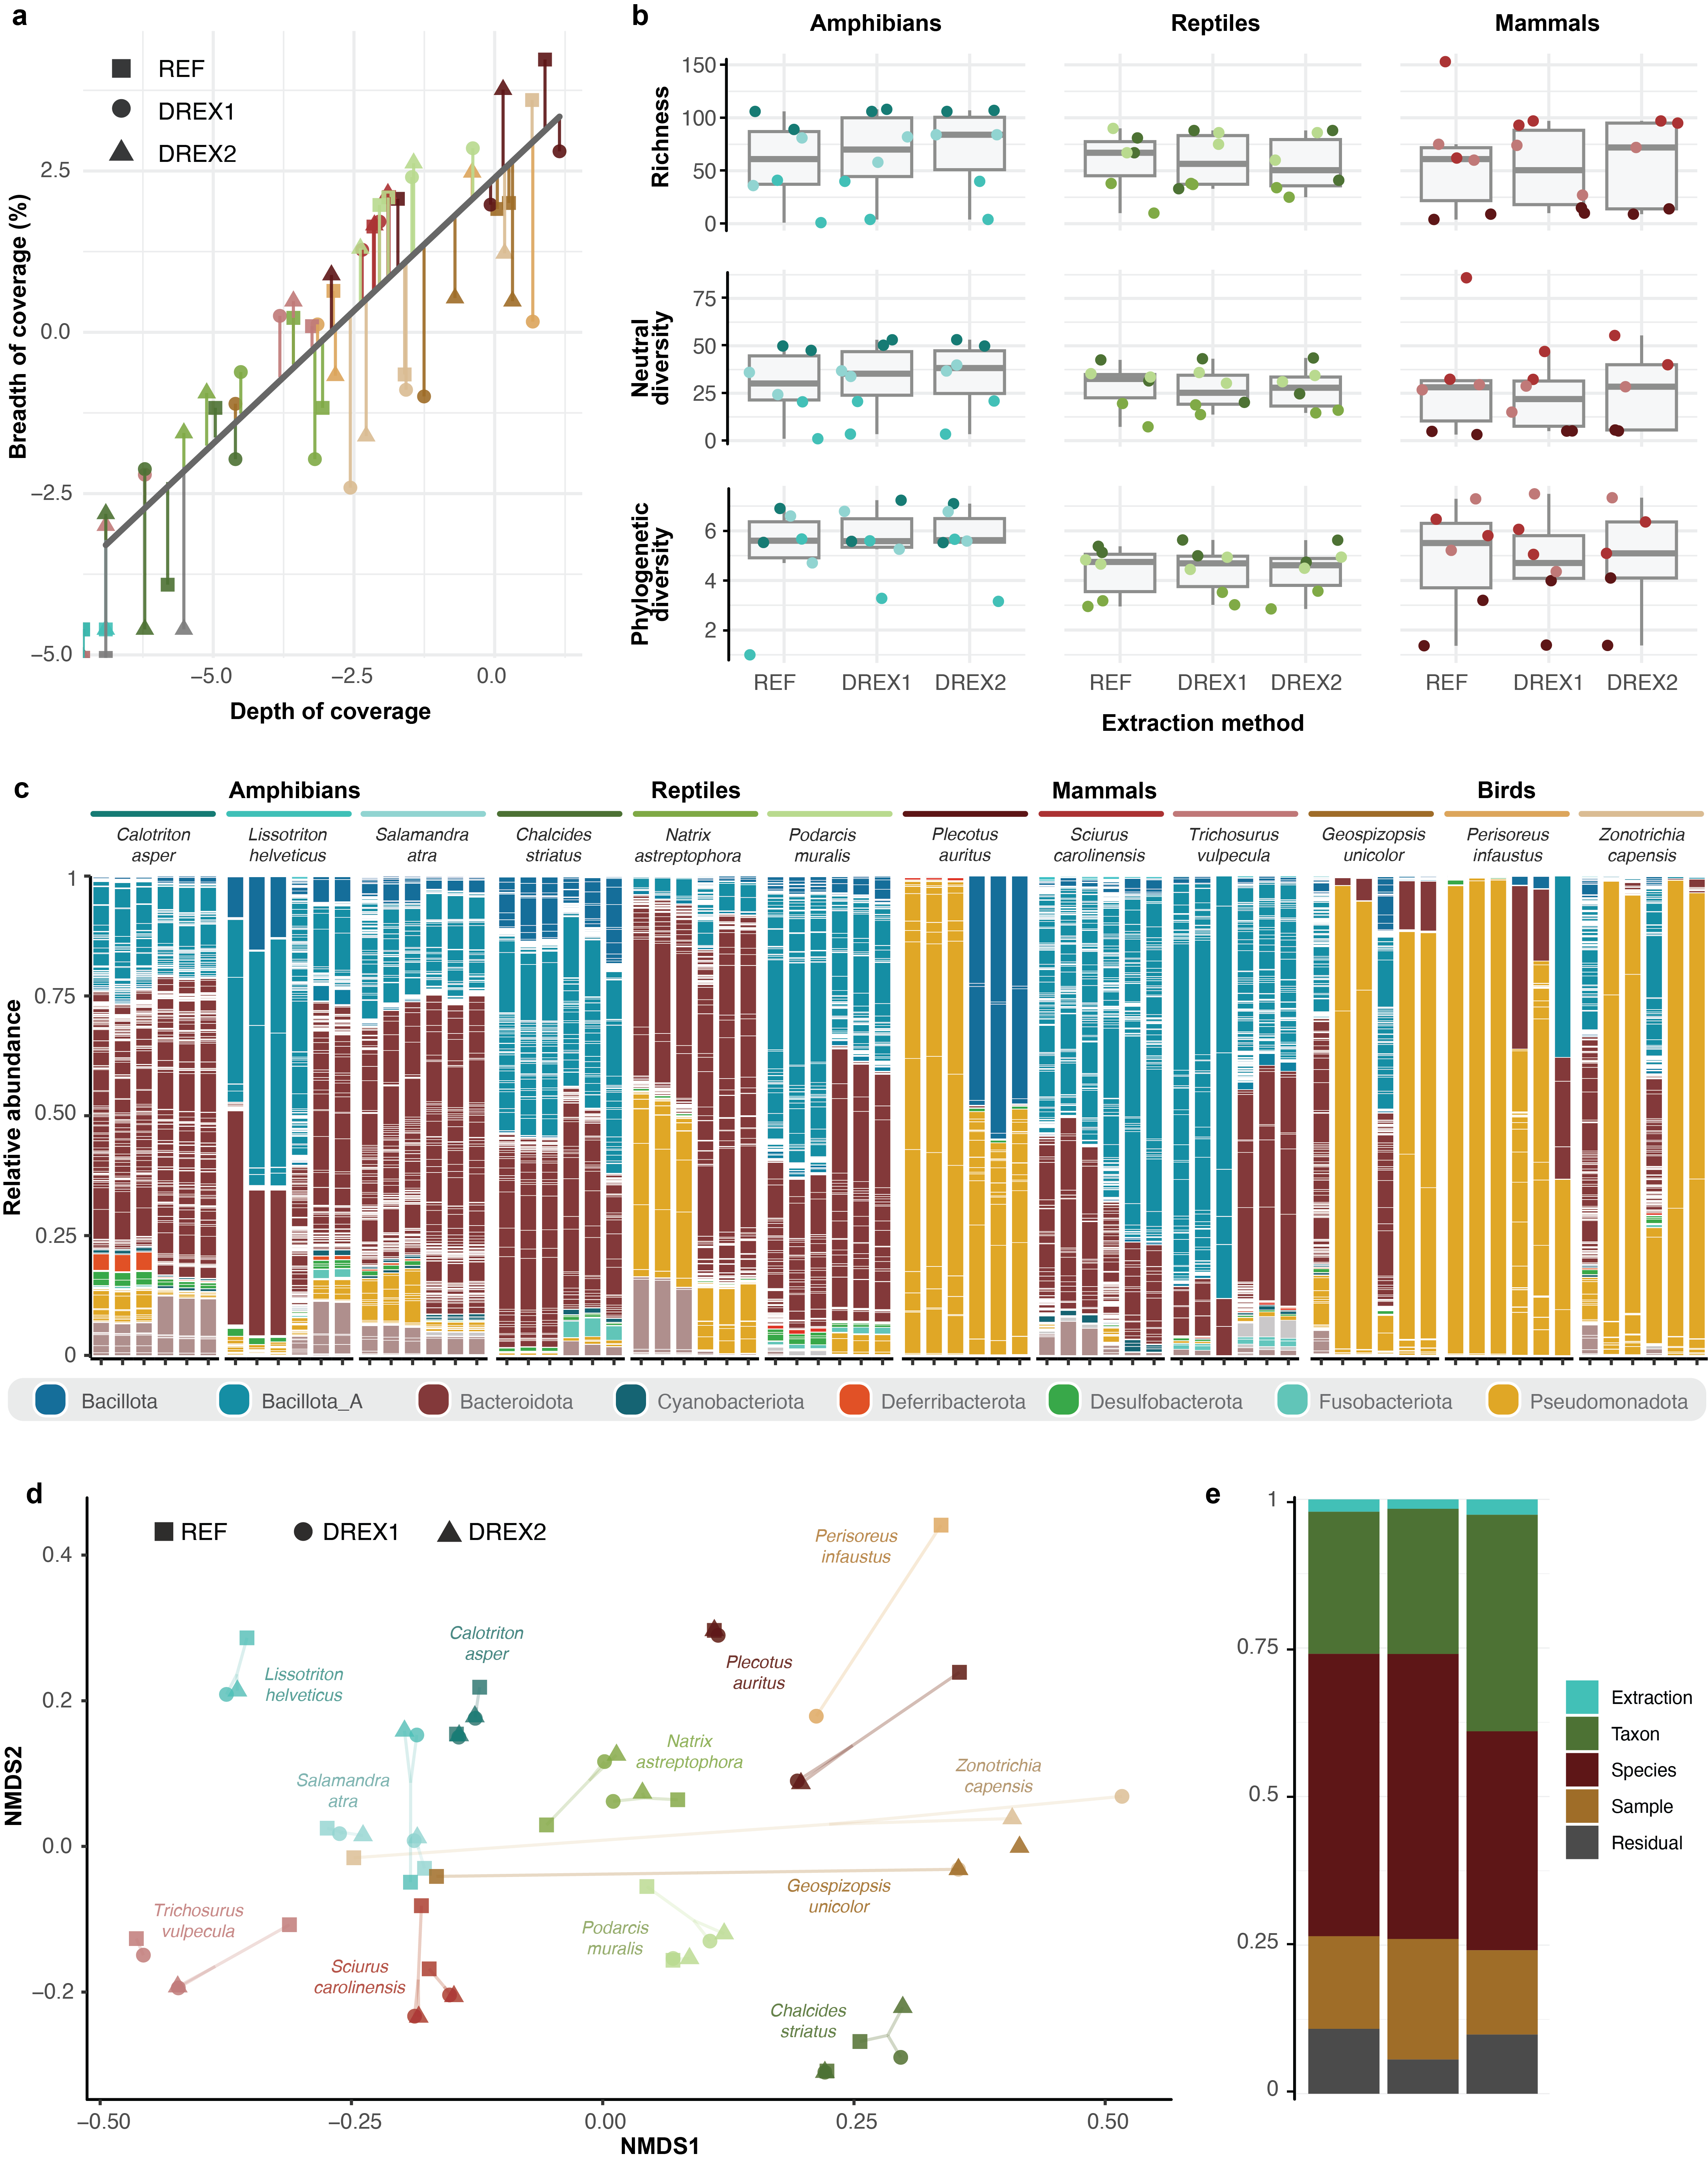 a
REF
DREX1
DREX2
Breadth of coverage (%)
2.5
0.0
−2.5
−5.0
−5.0
−2.5
0.0
Depth of coverage
b
Amphibians
Reptiles
Mammals
Richness
150
100
50
0
Neutral
diversity
75
50
25
0
Phylogenetic
diversity
6
4
2
REF
DREX1
DREX2
REF
DREX1
DREX2
REF
DREX1
DREX2
Extraction method
c
Amphibians
Reptiles
Mammals
Birds
Calotriton
asper
Lissotriton
helveticus
Salamandra
atra
Chalcides
striatus
Natrix
astreptophora
Podarcis
muralis
Plecotus
auritus
Sciurus
carolinensis
Trichosurus
vulpecula
Geospizopsis
unicolor
Perisoreus
infaustus
Zonotrichia
capensis
Relative abundance
1
0.75
0.50
0.25
0
Bacillota
Bacillota_A
Bacteroidota
Cyanobacteriota
Deferribacterota
Desulfobacterota
Fusobacteriota
Pseudomonadota
d
REF
DREX1
DREX2
NMDS2
0.4
0.2
0.0
−0.2
Perisoreus
infaustus
Calotriton
asper
Lissotriton
helveticus
Plecotus
auritus
Natrix
astreptophora
Salamandra
atra
Zonotrichia
capensis
Geospizopsis
unicolor
Trichosurus
vulpecula
Podarcis
muralis
Sciurus
carolinensis
Chalcides
striatus
−0.50
−0.25
0.00
0.25
0.50
NMDS1
e
1
0.75
0.5
0.25
0
Extraction
Taxon
Species
Sample
Residual